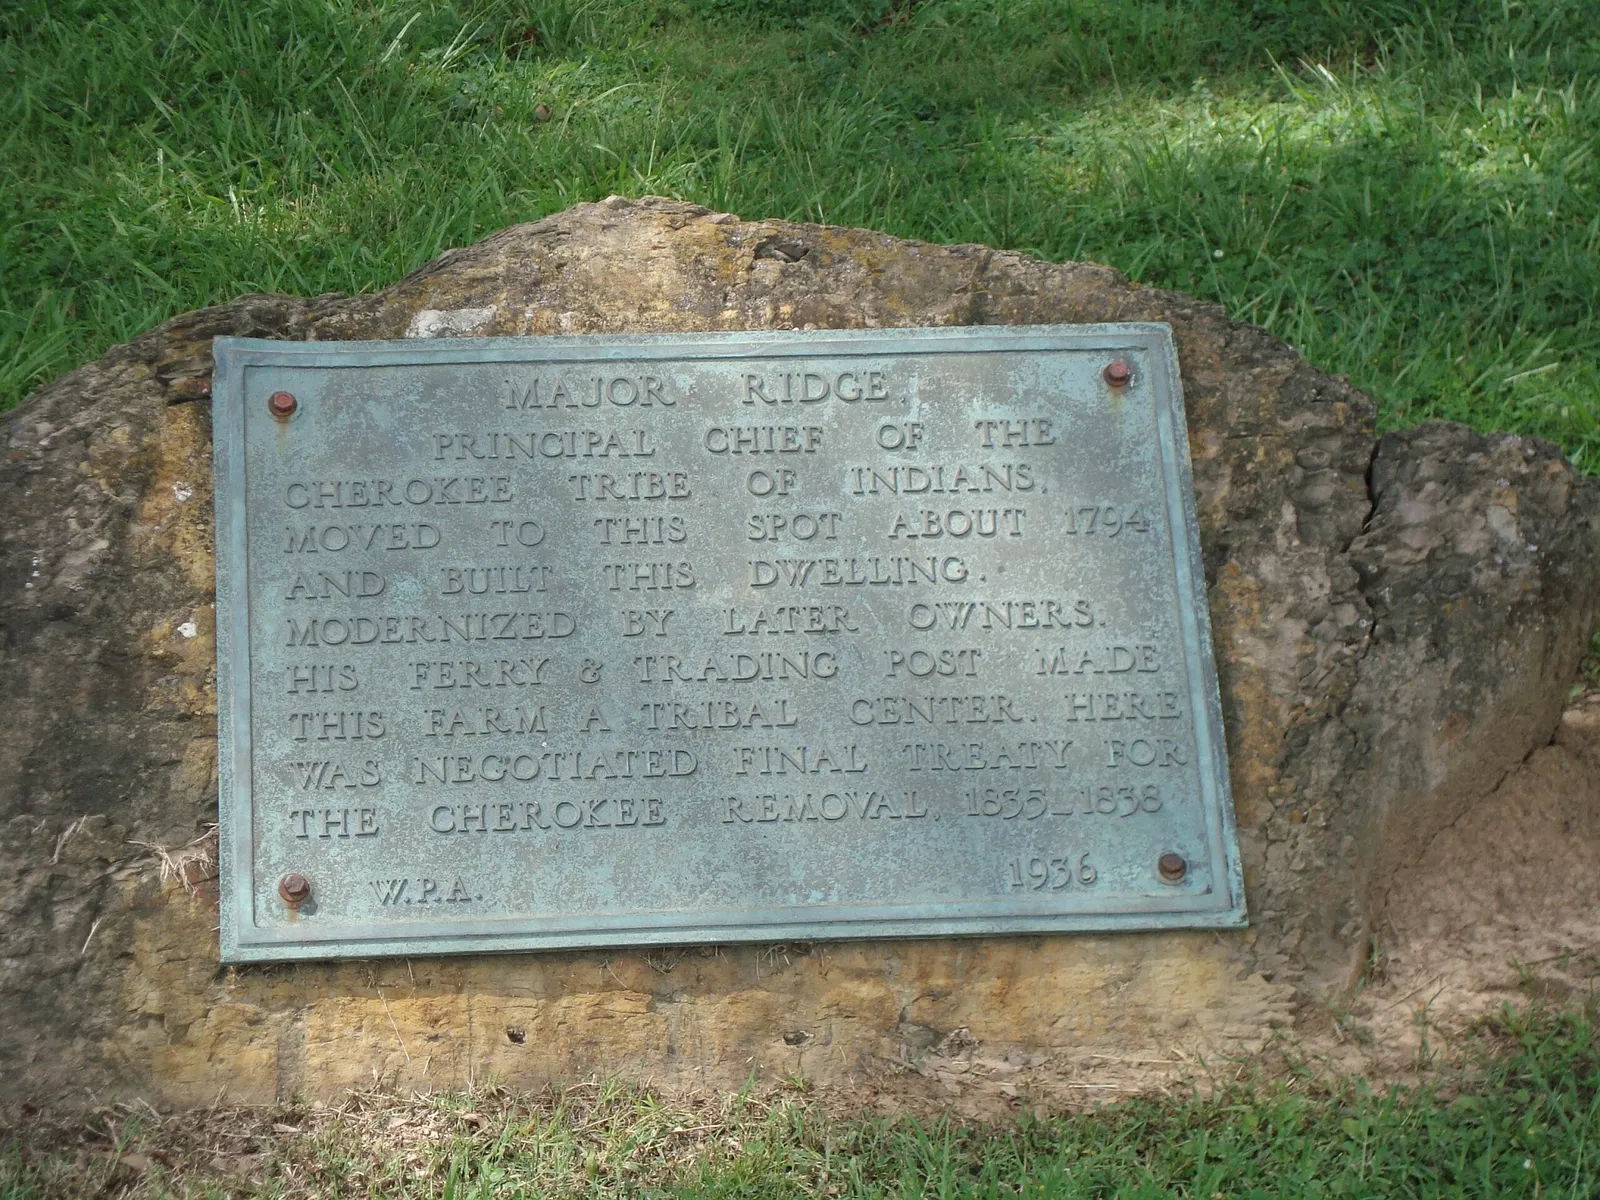 MAJOR RIDGE.
PRINCIPAL CHIEF OF THE
CHEROKEE TRIBE OF INDIANS,
MOVED TO THIS SPOT ABOUT 1794
AND BUILT THIS DWELLING.
MODERNIZED BY LATER OWNERS.
HIS FERRY & TRADING POST MADE
THIS FARM A TRIBAL CENTER. HERE
WAS NEGOTIATED FINAL TREATY FOR
THE CHEROKEE REMOVAL, 1835-1838
W.P.A. 1936